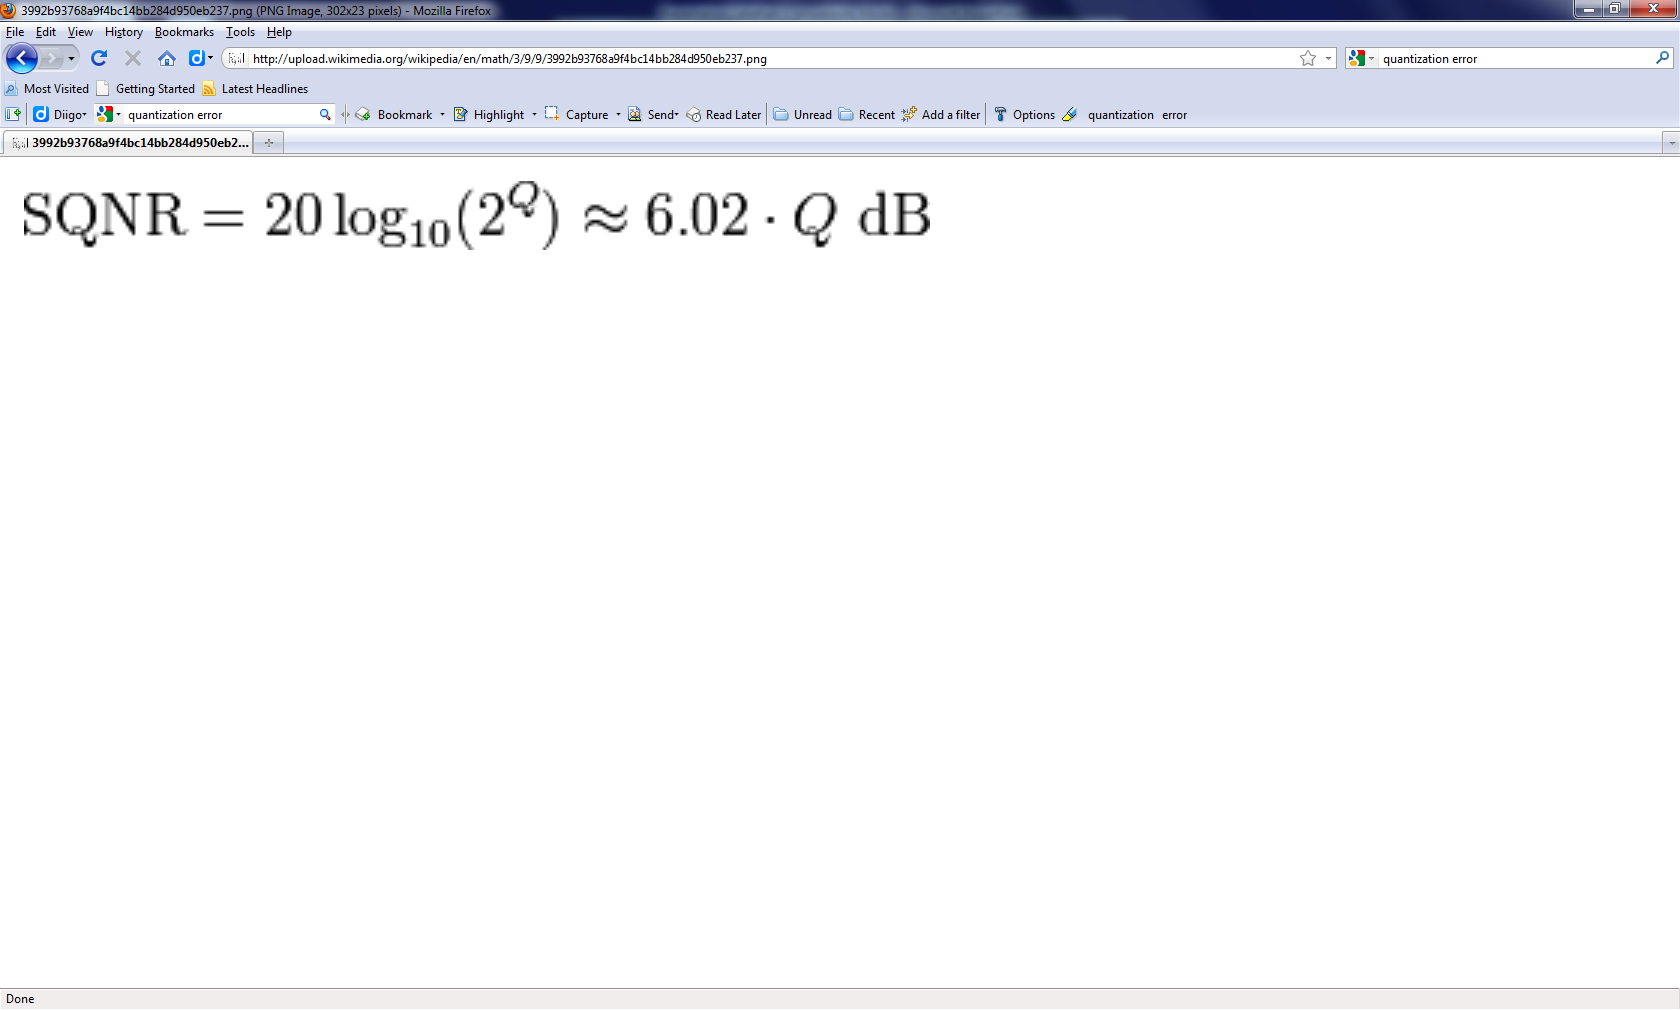 3992b93768a9f4bc14bb284d950eb237.png (PNG Image, 302x23 pixels) - Mozilla Firefox
File Edit View History Bookmarks Tools Help
http://upload.wikimedia.org/wikipedia/en/math/3/9/9/3992b93768a9f4bc14bb284d950eb237.png quantization error
Most Visited Getting Started Latest Headlines
Diigo quantization error Bookmark Highlight Capture Send Read Later Unread Recent Add a filter Options quantization error
3992b93768a9f4bc14bb284d950eb2...
SQNR = 20 log₁₀(2^Q) ≈ 6.02 · Q dB
Done